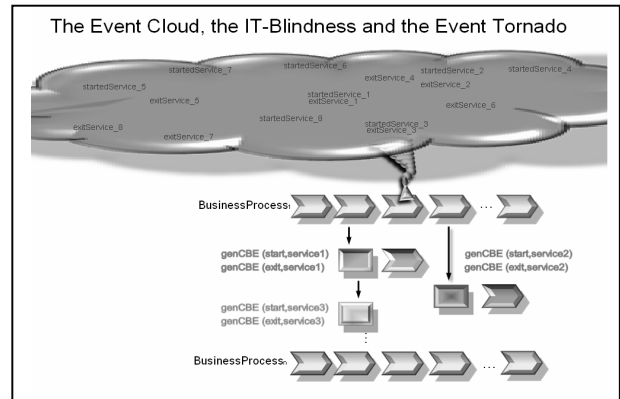 The Event Cloud, the IT-Blindness and the Event Tornado
startedService_7
startedService_6
startedService_2
startedService_4
exitService_4
startedService_5
exitService_2
startedService_1
exitService_5
exitService_1
exitService_6
startedService_8
startedService_3
exitService_8
exitService_7
exitService_3
BusinessProcess1
...
genCBE (start,service1)
genCBE (exit,service1)
genCBE (start,service2)
genCBE (exit,service2)
genCBE (start,service3)
genCBE (exit,service3)
BusinessProcessn
...